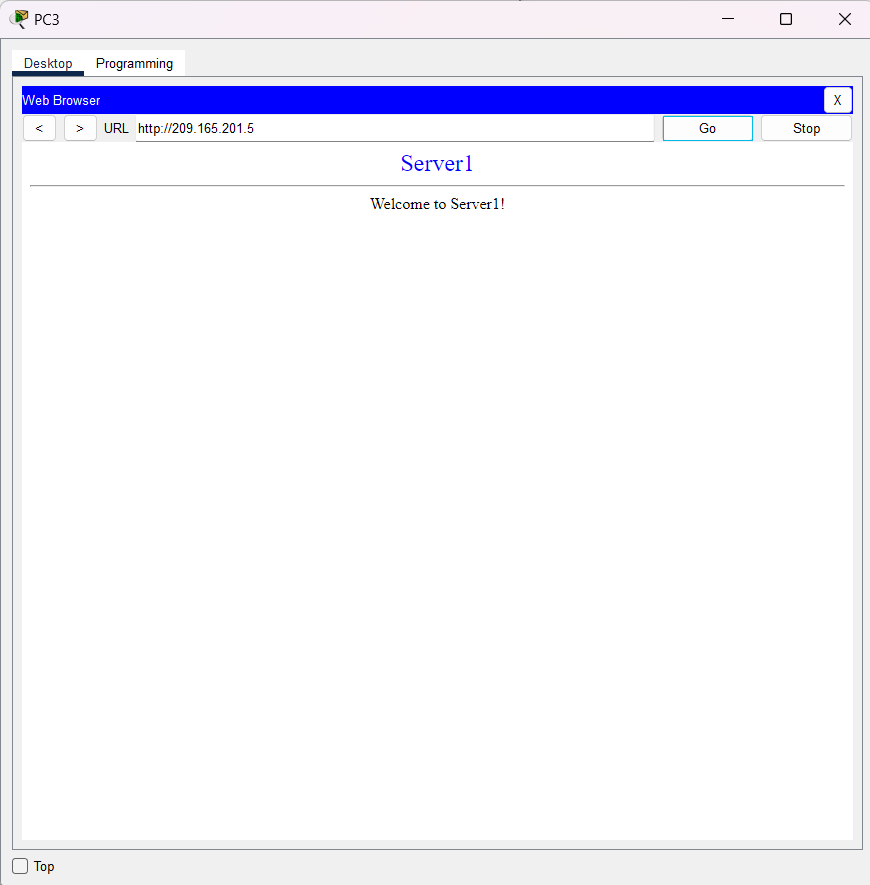 PC3
Desktop Programming
Web Browser X
< > URL http://209.165.201.5 Go Stop
Server1
Welcome to Server1!
Top